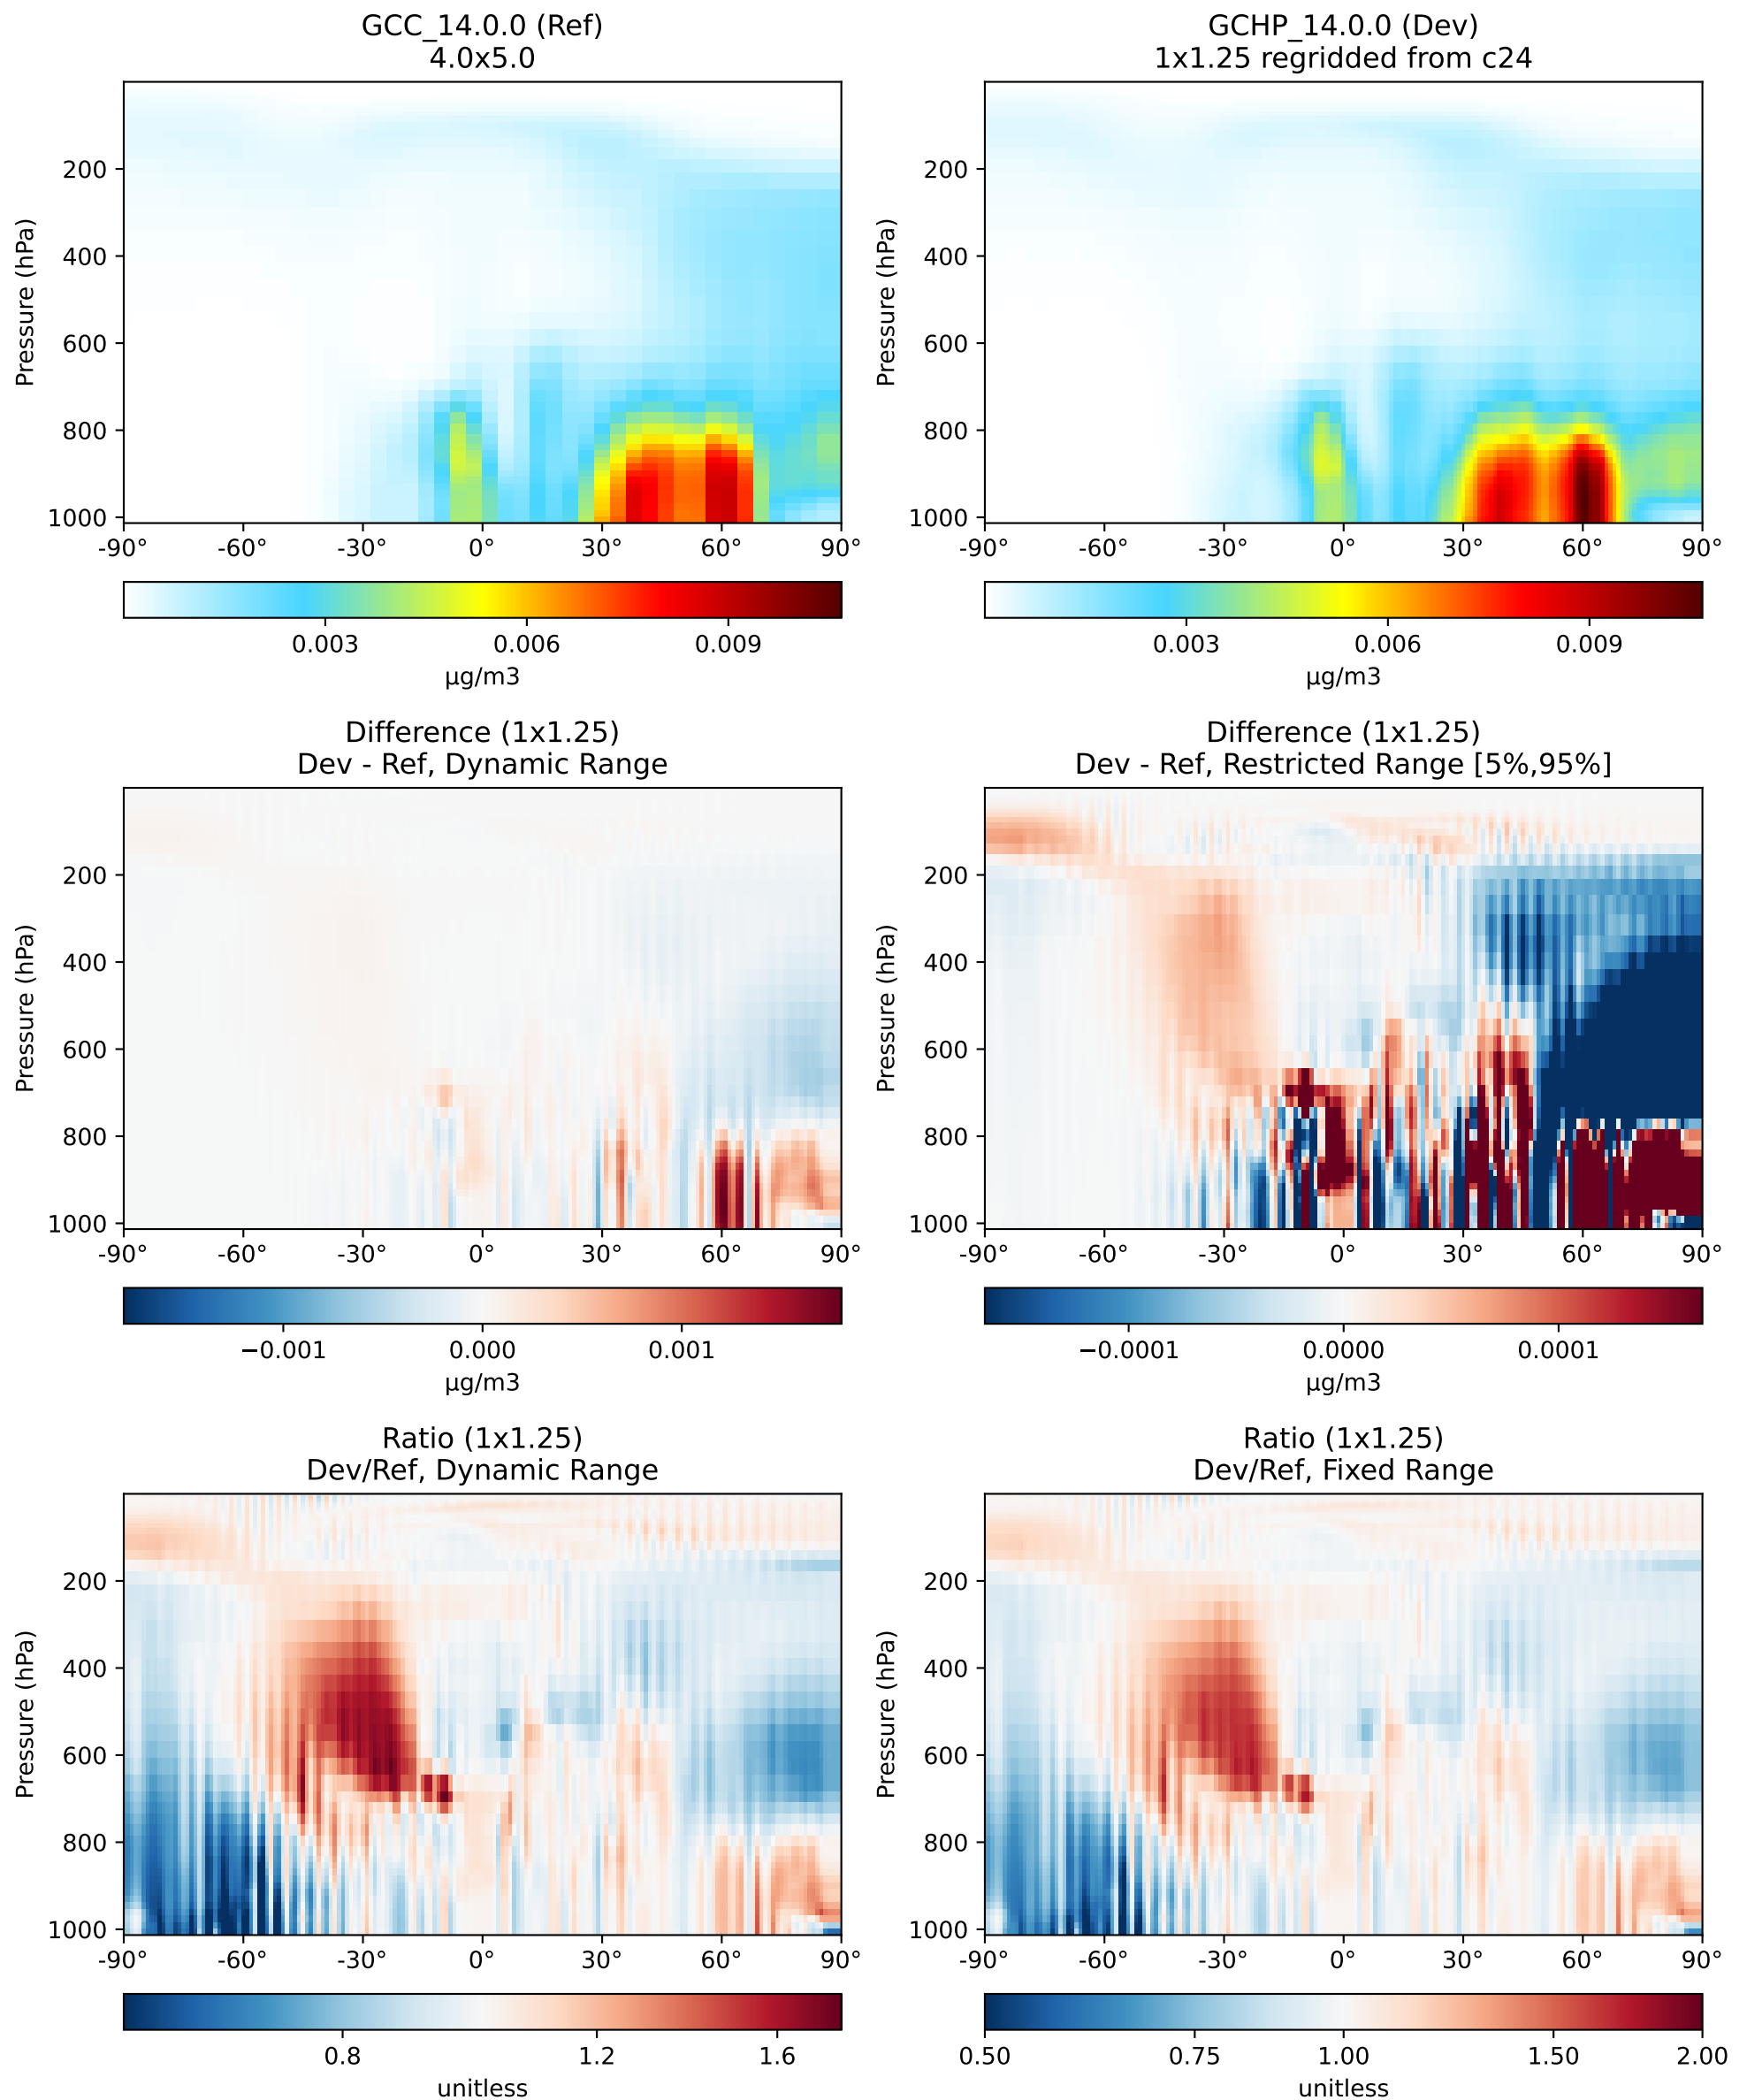 GCC_14.0.0 (Ref)
4.0x5.0
GCHP_14.0.0 (Dev)
1x1.25 regridded from c24
Pressure (hPa)
200
400
600
800
1000
-90° -60° -30° 0° 30° 60° 90°
0.003 0.006 0.009
µg/m3
Pressure (hPa)
200
400
600
800
1000
-90° -60° -30° 0° 30° 60° 90°
0.003 0.006 0.009
µg/m3
Difference (1x1.25)
Dev - Ref, Dynamic Range
Pressure (hPa)
200
400
600
800
1000
-90° -60° -30° 0° 30° 60° 90°
−0.001 0.000 0.001
µg/m3
Difference (1x1.25)
Dev - Ref, Restricted Range [5%,95%]
Pressure (hPa)
200
400
600
800
1000
-90° -60° -30° 0° 30° 60° 90°
−0.0001 0.0000 0.0001
µg/m3
Ratio (1x1.25)
Dev/Ref, Dynamic Range
Pressure (hPa)
200
400
600
800
1000
-90° -60° -30° 0° 30° 60° 90°
0.8 1.2 1.6
unitless
Ratio (1x1.25)
Dev/Ref, Fixed Range
Pressure (hPa)
200
400
600
800
1000
-90° -60° -30° 0° 30° 60° 90°
0.50 0.75 1.00 1.50 2.00
unitless